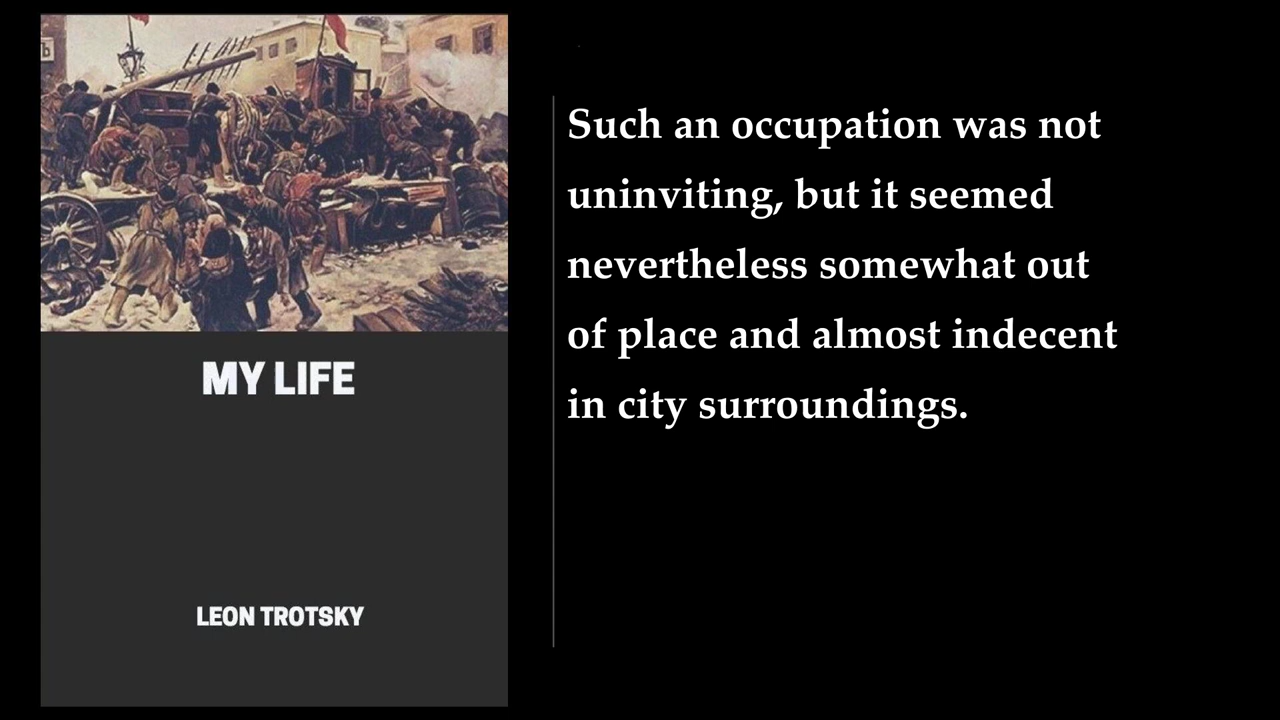 MY LIFE
LEON TROTSKY
Such an occupation was not
uninviting, but it seemed
nevertheless somewhat out
of place and almost indecent
in city surroundings.